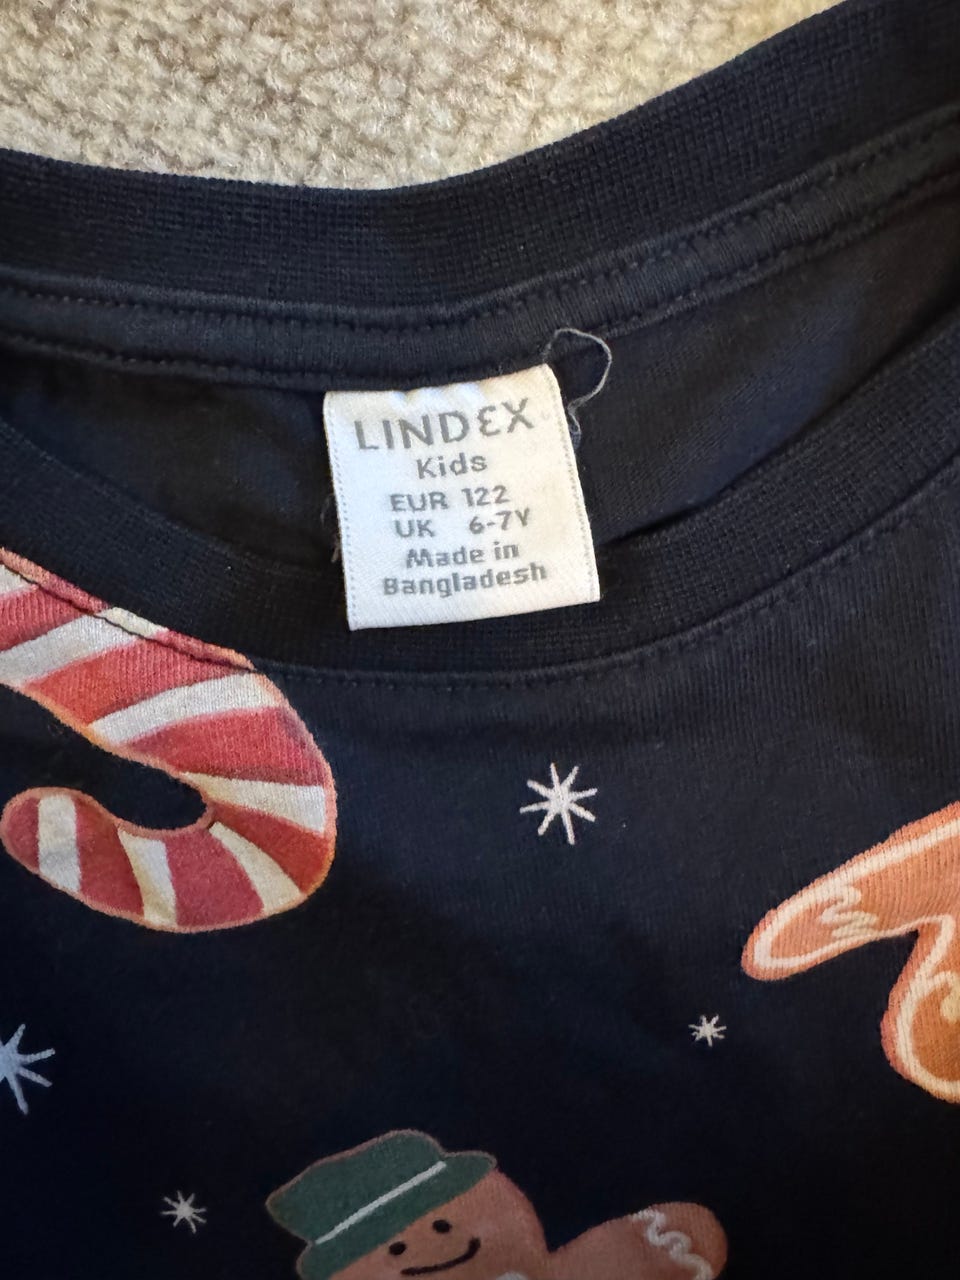 LINDEX
Kids
EUR 122
UK 6-7Y
Made in
Bangladesh